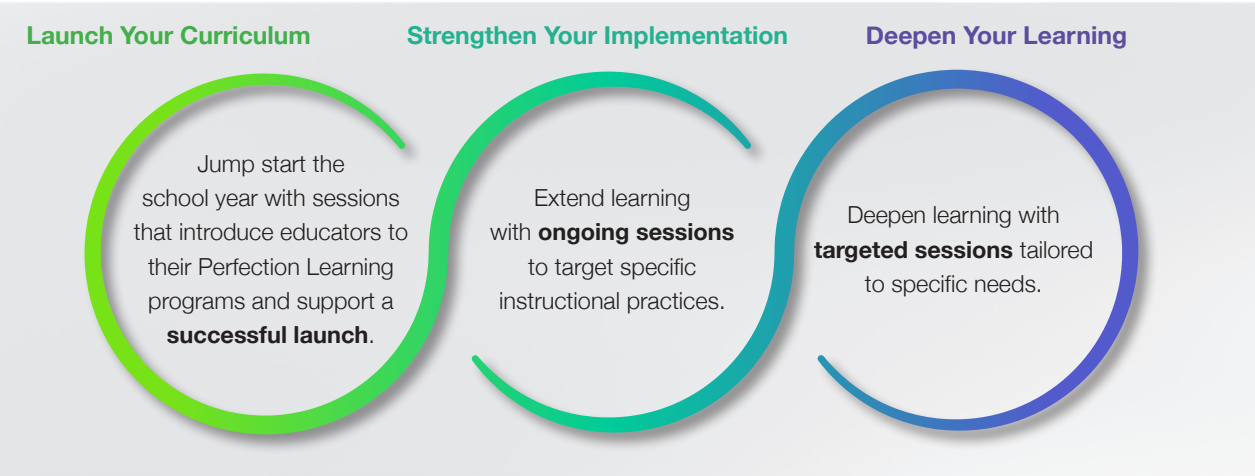 Launch Your Curriculum
Jump start the
school year with sessions
that introduce educators to
their Perfection Learning
programs and support a
successful launch.
Strengthen Your Implementation
Extend learning
with ongoing sessions
to target specific
instructional practices.
Deepen Your Learning
Deepen learning with
targeted sessions tailored
to specific needs.